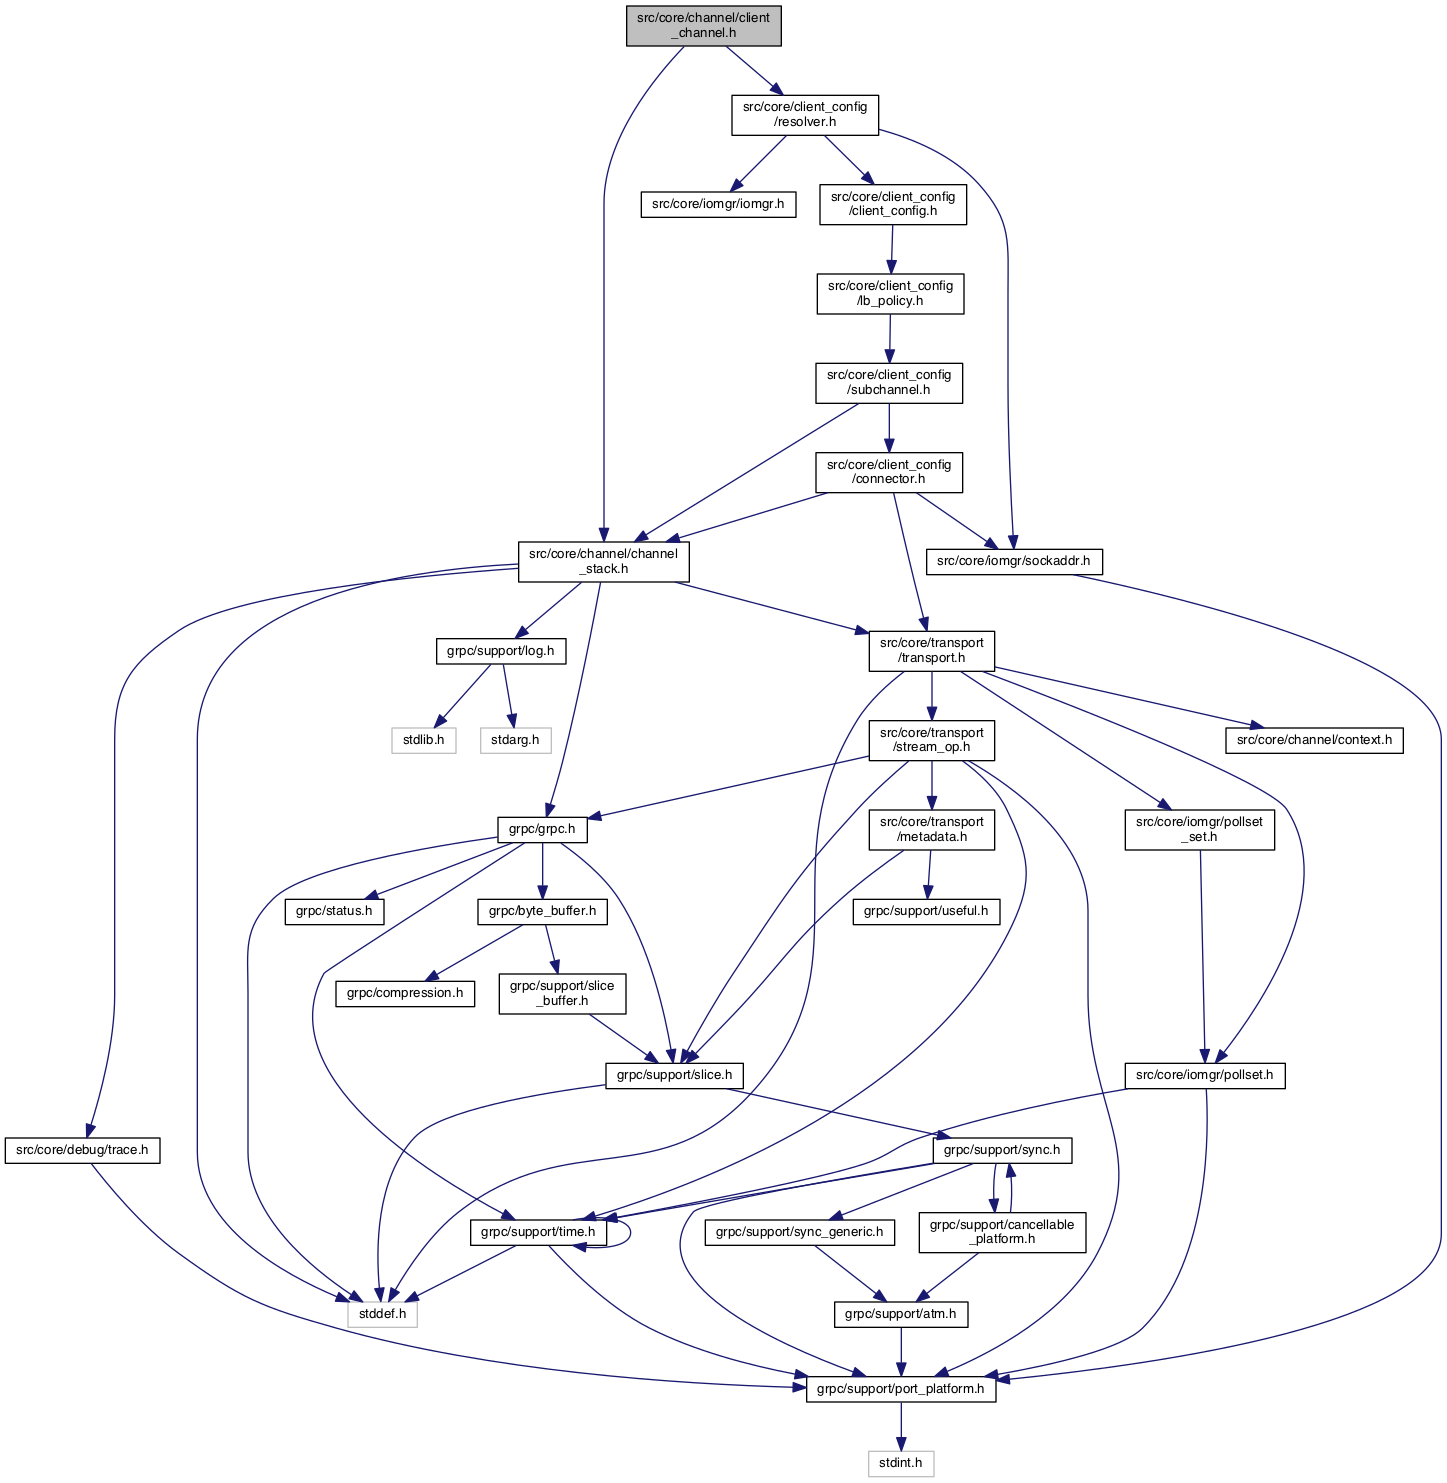 src/core/channel/client
_channel.h
src/core/client_config
/resolver.h
src/core/iomgr/iomgr.h
src/core/client_config
/client_config.h
src/core/client_config
/lb_policy.h
src/core/client_config
/subchannel.h
src/core/client_config
/connector.h
src/core/channel/channel
_stack.h
src/core/iomgr/sockaddr.h
grpc/support/log.h
src/core/transport
/transport.h
stdlib.h
stdarg.h
src/core/transport
/stream_op.h
src/core/channel/context.h
grpc/grpc.h
src/core/transport
/metadata.h
src/core/iomgr/pollset
_set.h
grpc/status.h
grpc/byte_buffer.h
grpc/support/useful.h
grpc/compression.h
grpc/support/slice
_buffer.h
grpc/support/slice.h
src/core/iomgr/pollset.h
src/core/debug/trace.h
grpc/support/sync.h
grpc/support/time.h
grpc/support/sync_generic.h
grpc/support/cancellable
_platform.h
stddef.h
grpc/support/atm.h
grpc/support/port_platform.h
stdint.h